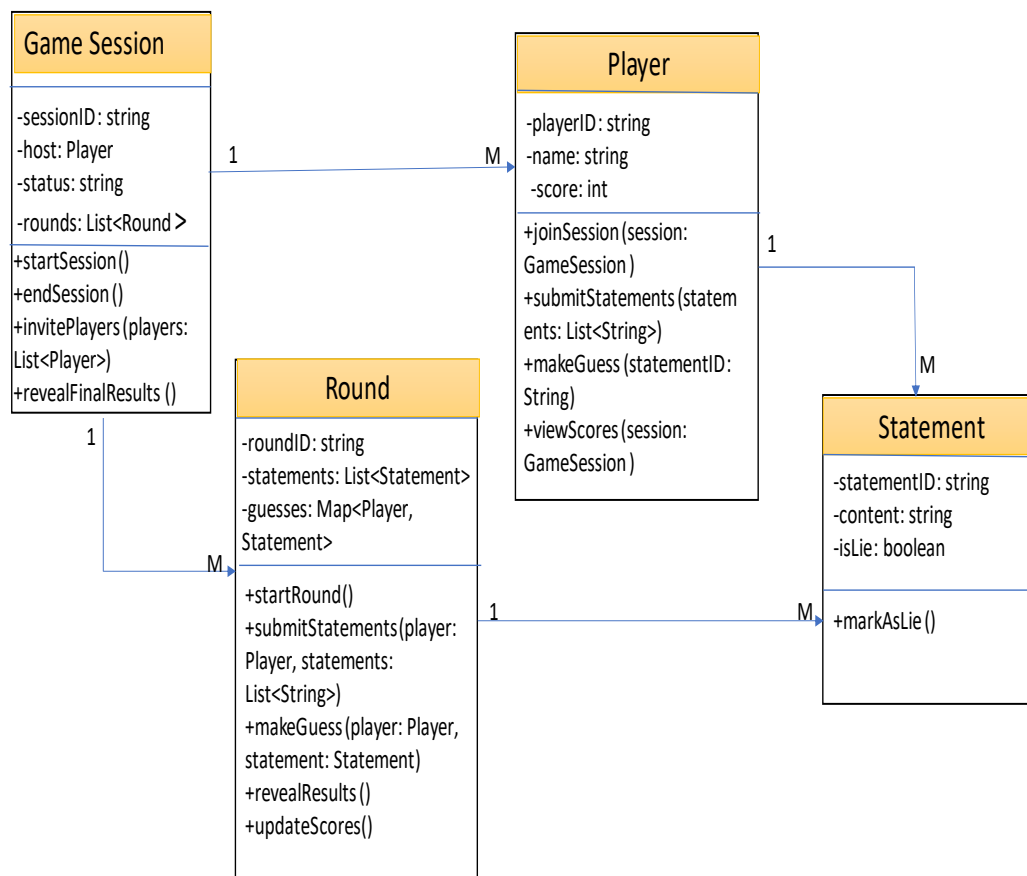 Game Session
-sessionID: string
-host: Player
-status: string
-rounds: List<Round >
+startSession()
+endSession()
+invitePlayers(players:
List<Player>)
+revealFinalResults ()
1
M
Player
-playerID: string
-name: string
-score: int
+joinSession(session:
GameSession )
+submitStatements (statem
ents: List<String>)
+makeGuess (statementID:
String)
+viewScores (session:
GameSession )
1
M
1
M
Round
-roundID: string
-statements: List<Statement>
-guesses: Map<Player,
Statement>
+startRound()
+submitStatements(player:
Player, statements:
List<String>)
+makeGuess(player: Player,
statement: Statement)
+revealResults ()
+updateScores()
1
M
Statement
-statementID: string
-content: string
-isLie: boolean
+markAsLie ()